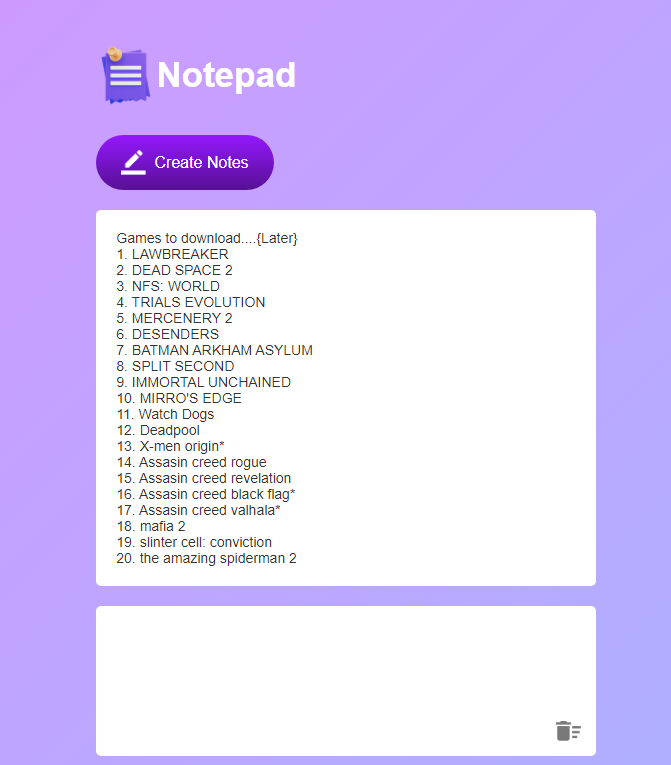 Notepad
Create Notes
Games to download....{Later}
1. LAWBREAKER
2. DEAD SPACE 2
3. NFS: WORLD
4. TRIALS EVOLUTION
5. MERCENERY 2
6. DESENDERS
7. BATMAN ARKHAM ASYLUM
8. SPLIT SECOND
9. IMMORTAL UNCHAINED
10. MIRRO'S EDGE
11. Watch Dogs
12. Deadpool
13. X-men origin*
14. Assasin creed rogue
15. Assasin creed revelation
16. Assasin creed black flag*
17. Assasin creed valhala*
18. mafia 2
19. slinter cell: conviction
20. the amazing spiderman 2